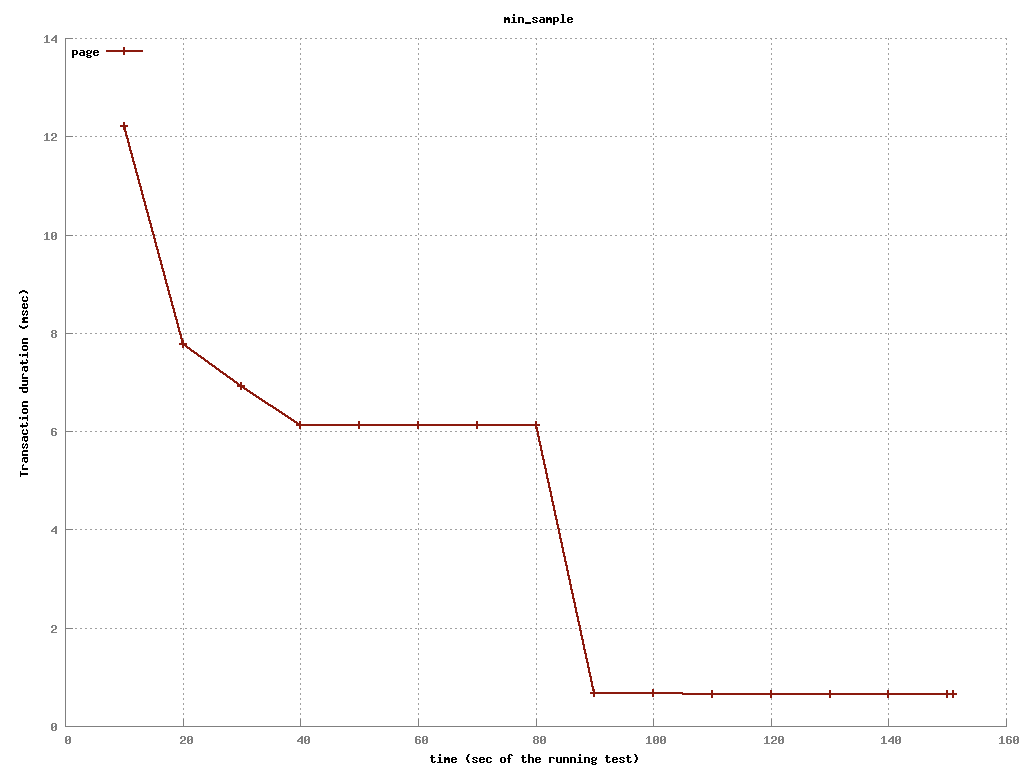 min_sample
page
14
12
10
8
6
4
2
0
Transaction duration (msec)
0 20 40 60 80 100 120 140 160
time (sec of the running test)